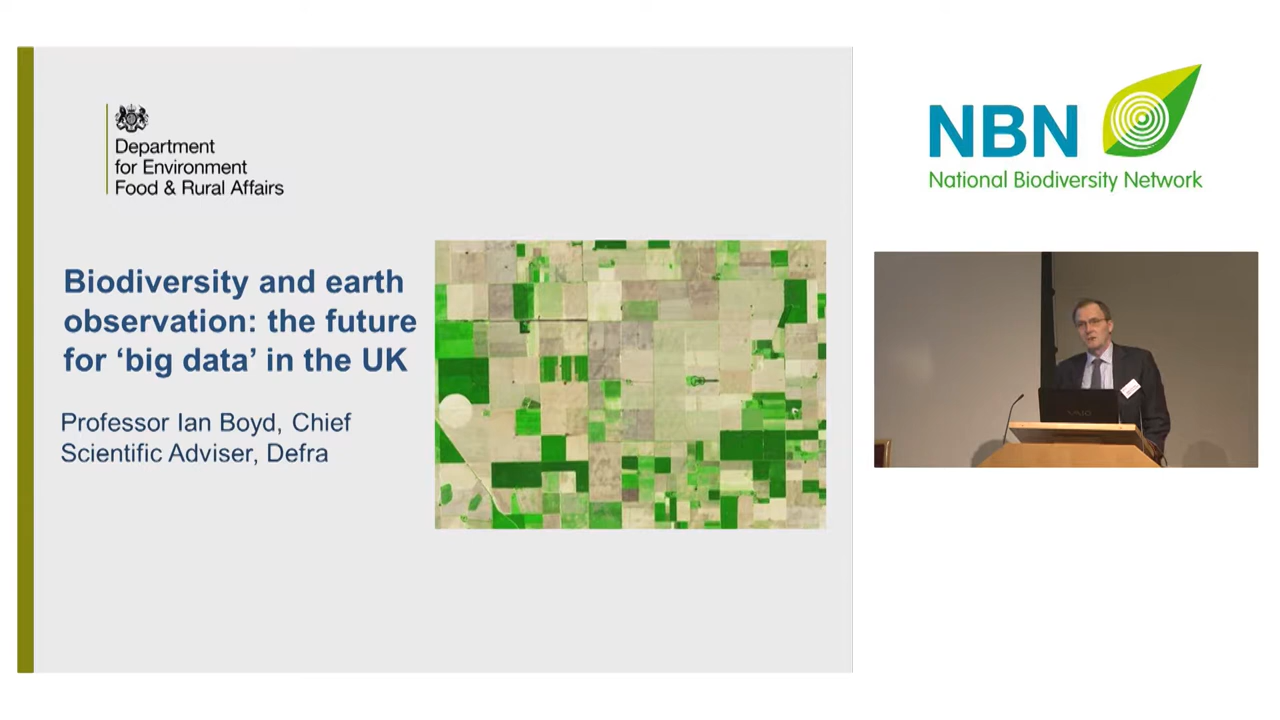 Department
for Environment
Food & Rural Affairs
Biodiversity and earth
observation: the future
for ‘big data’ in the UK
Professor Ian Boyd, Chief
Scientific Adviser, Defra
NBN
National Biodiversity Network
VAIO